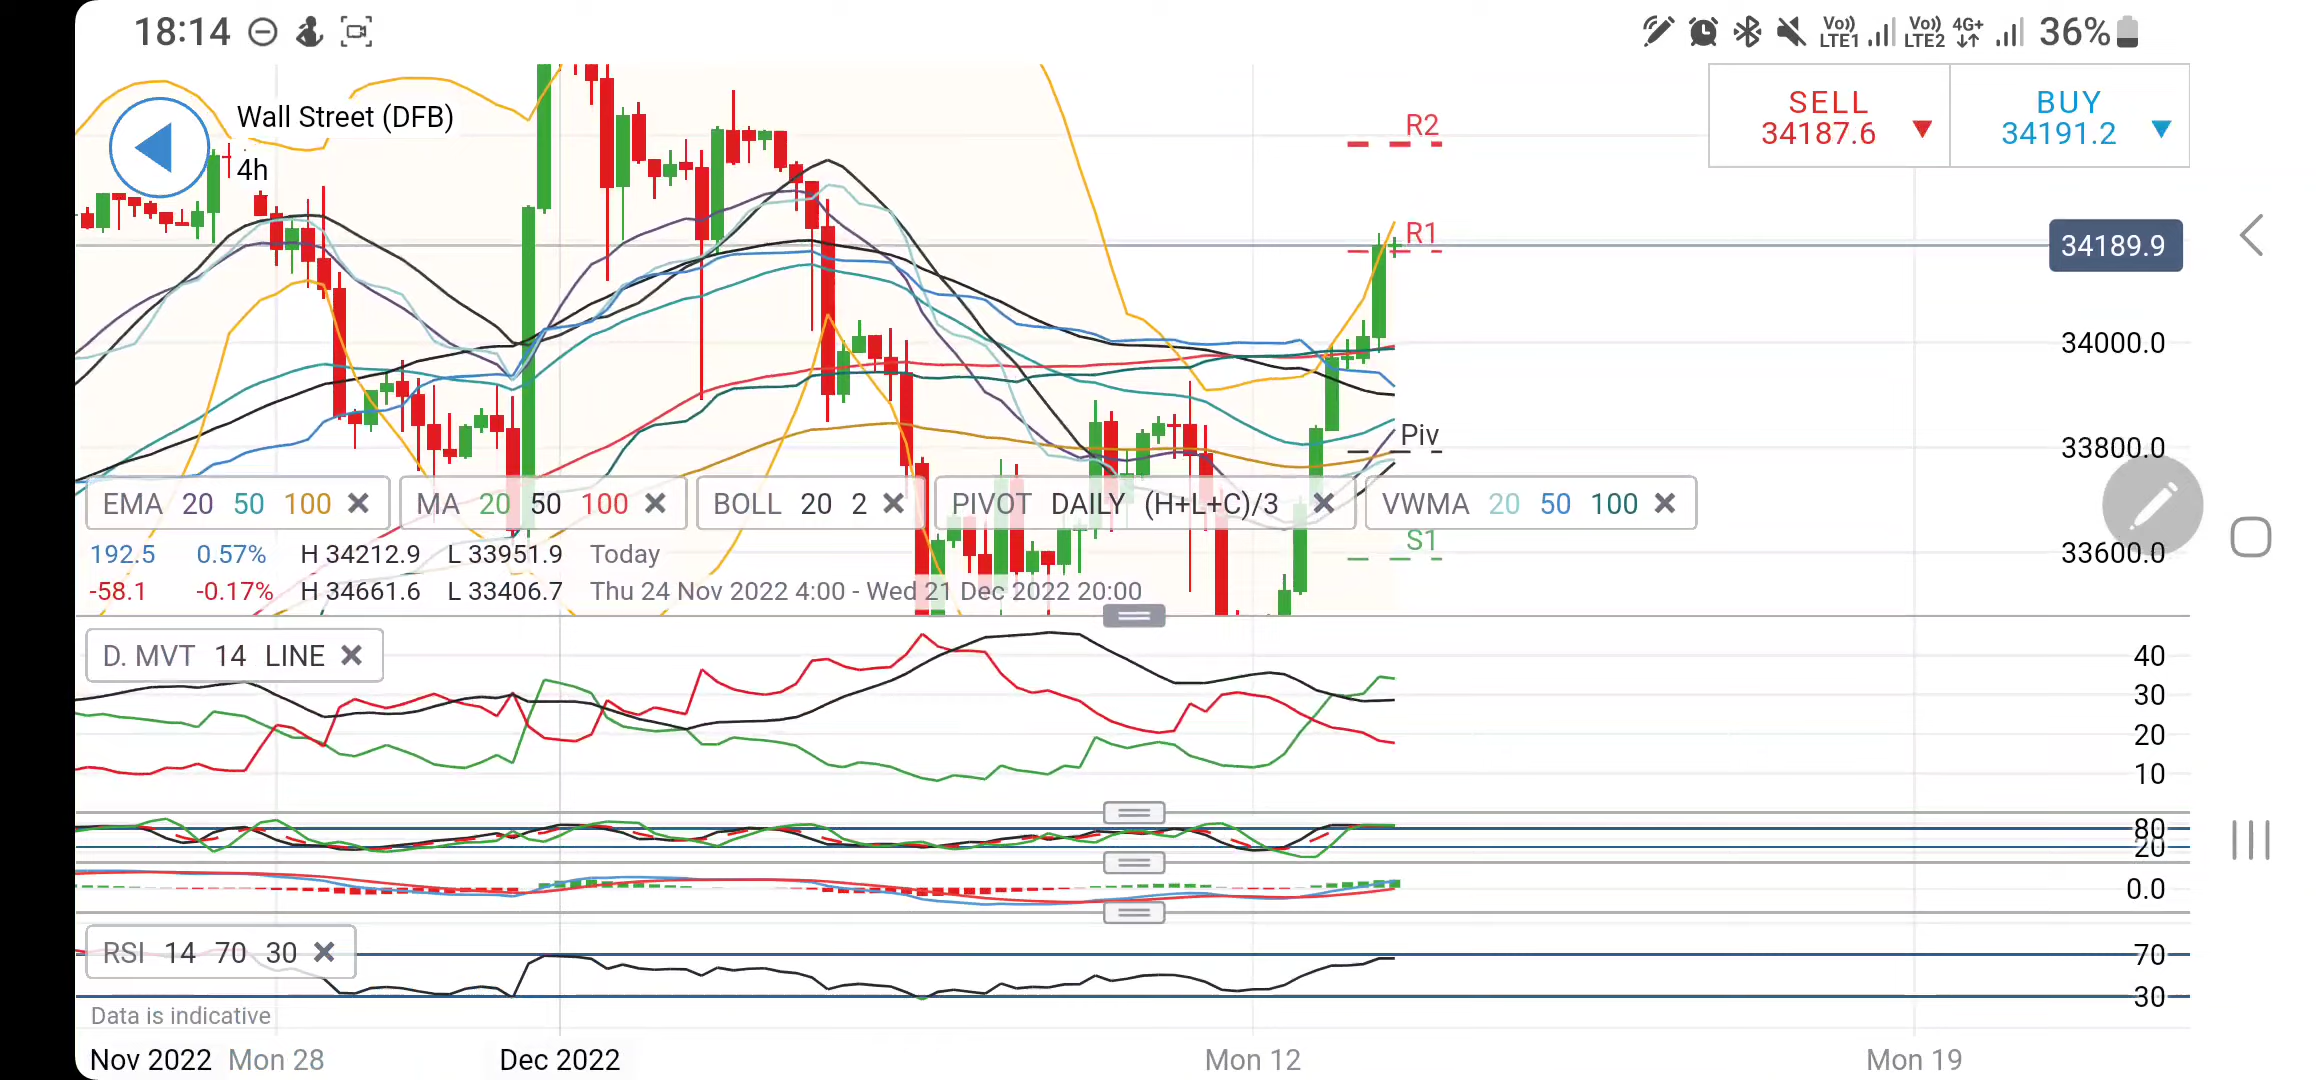 18:14
Vo)) LTE1 Vo)) LTE2 4G+ 36%
Wall Street (DFB)
4h
SELL 34187.6
BUY 34191.2
R2
R1
34189.9
34000.0
Piv
33800.0
EMA 20 50 100
MA 20 50 100
BOLL 20 2
PIVOT DAILY (H+L+C)/3
VWMA 20 50 100
S1
33600.0
192.5 0.57% H 34212.9 L 33951.9 Today
-58.1 -0.17% H 34661.6 L 33406.7 Thu 24 Nov 2022 4:00 - Wed 21 Dec 2022 20:00
D. MVT 14 LINE
40
30
20
10
80
20
0.0
RSI 14 70 30
70
30
Data is indicative
Nov 2022 Mon 28 Dec 2022 Mon 12 Mon 19